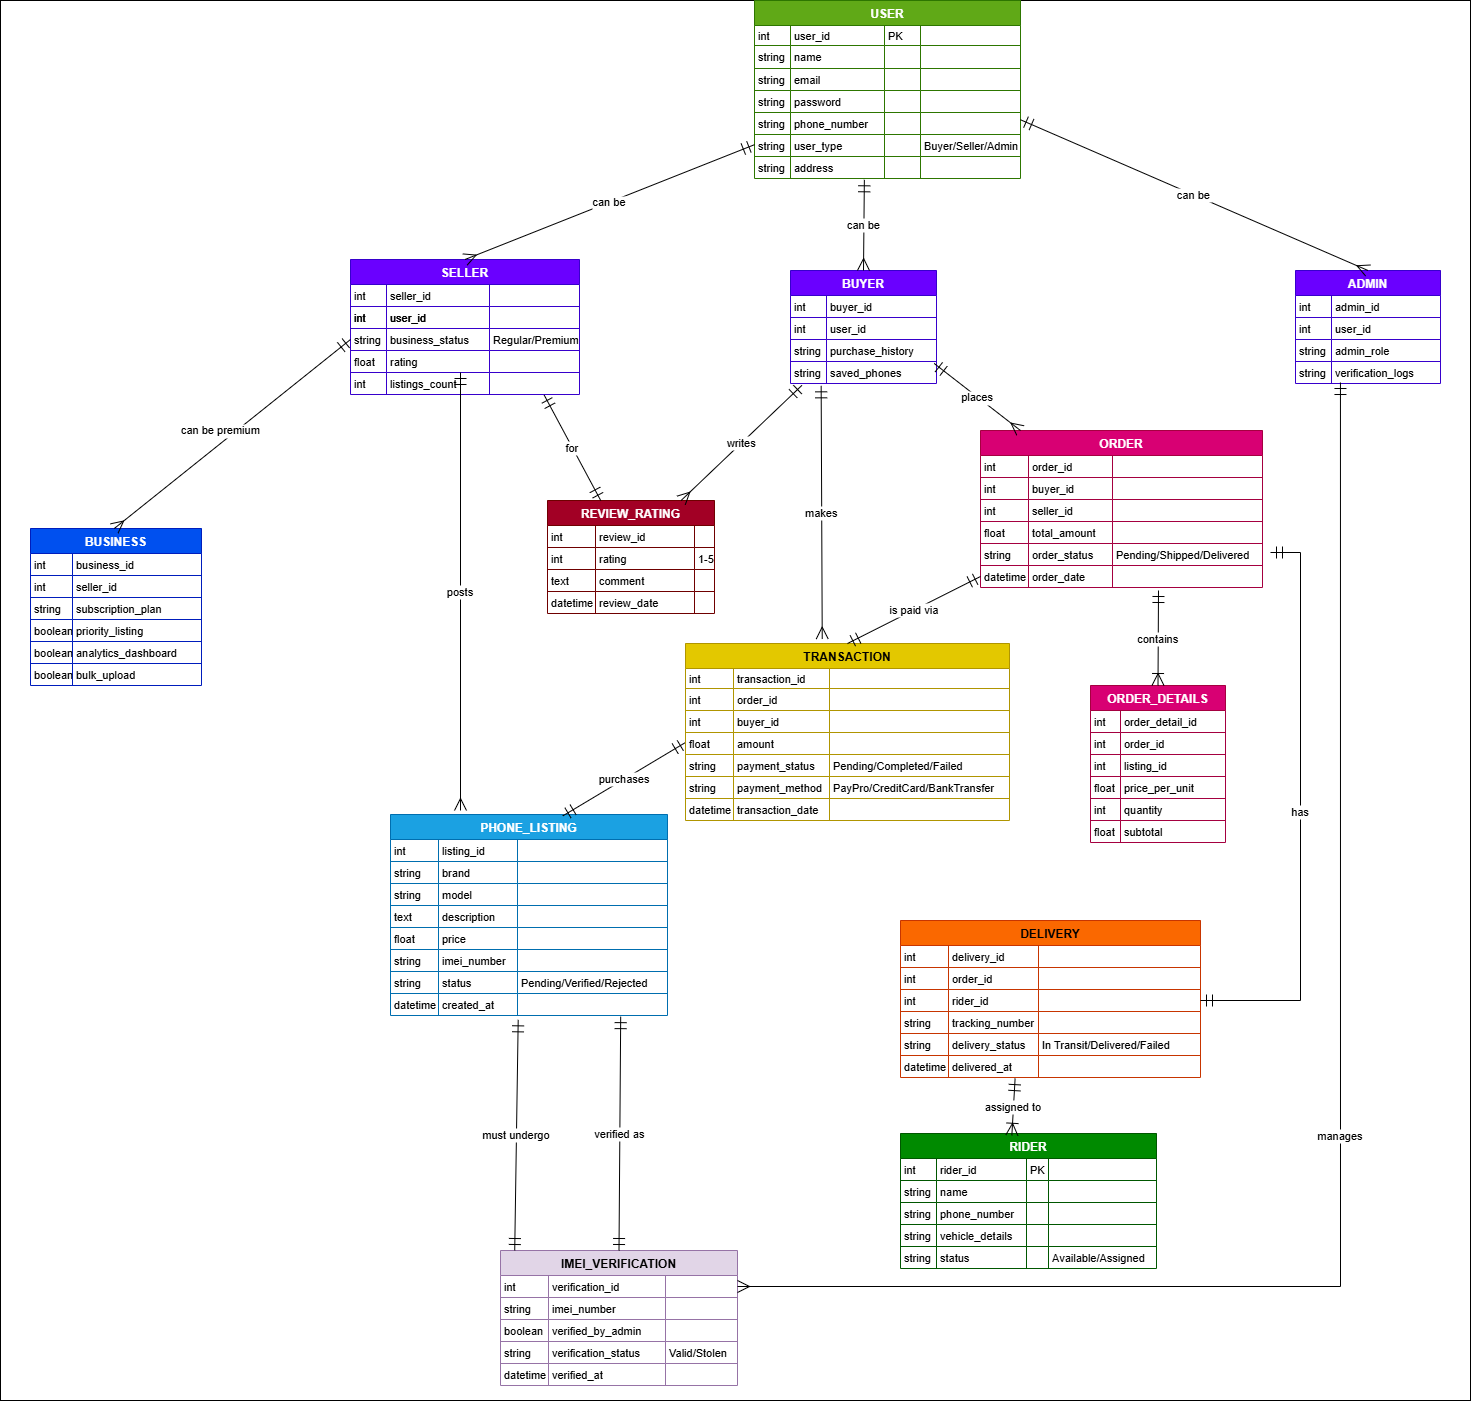 USER
int user_id PK
string name
string email
string password
string phone_number
string user_type Buyer/Seller/Admin
string address
can be
can be
can be
SELLER
int seller_id
int user_id
string business_status Regular/Premium
float rating
int listings_count
BUYER
int buyer_id
int user_id
string purchase_history
string saved_phones
ADMIN
int admin_id
int user_id
string admin_role
string verification_logs
can be premium
for
writes
places
makes
posts
ORDER
int order_id
int buyer_id
int seller_id
float total_amount
string order_status Pending/Shipped/Delivered
datetime order_date
REVIEW_RATING
int review_id
int rating 1-5
text comment
datetime review_date
BUSINESS
int business_id
int seller_id
string subscription_plan
boolean priority_listing
boolean analytics_dashboard
boolean bulk_upload
is paid via
contains
TRANSACTION
int transaction_id
int order_id
int buyer_id
float amount
string payment_status Pending/Completed/Failed
string payment_method PayPro/CreditCard/BankTransfer
datetime transaction_date
ORDER_DETAILS
int order_detail_id
int order_id
int listing_id
float price_per_unit
int quantity
float subtotal
purchases
has
PHONE_LISTING
int listing_id
string brand
string model
text description
float price
string imei_number
string status Pending/Verified/Rejected
datetime created_at
DELIVERY
int delivery_id
int order_id
int rider_id
string tracking_number
string delivery_status In Transit/Delivered/Failed
datetime delivered_at
assigned to
must undergo
verified as
manages
RIDER
int rider_id PK
string name
string phone_number
string vehicle_details
string status Available/Assigned
IMEI_VERIFICATION
int verification_id
string imei_number
boolean verified_by_admin
string verification_status Valid/Stolen
datetime verified_at